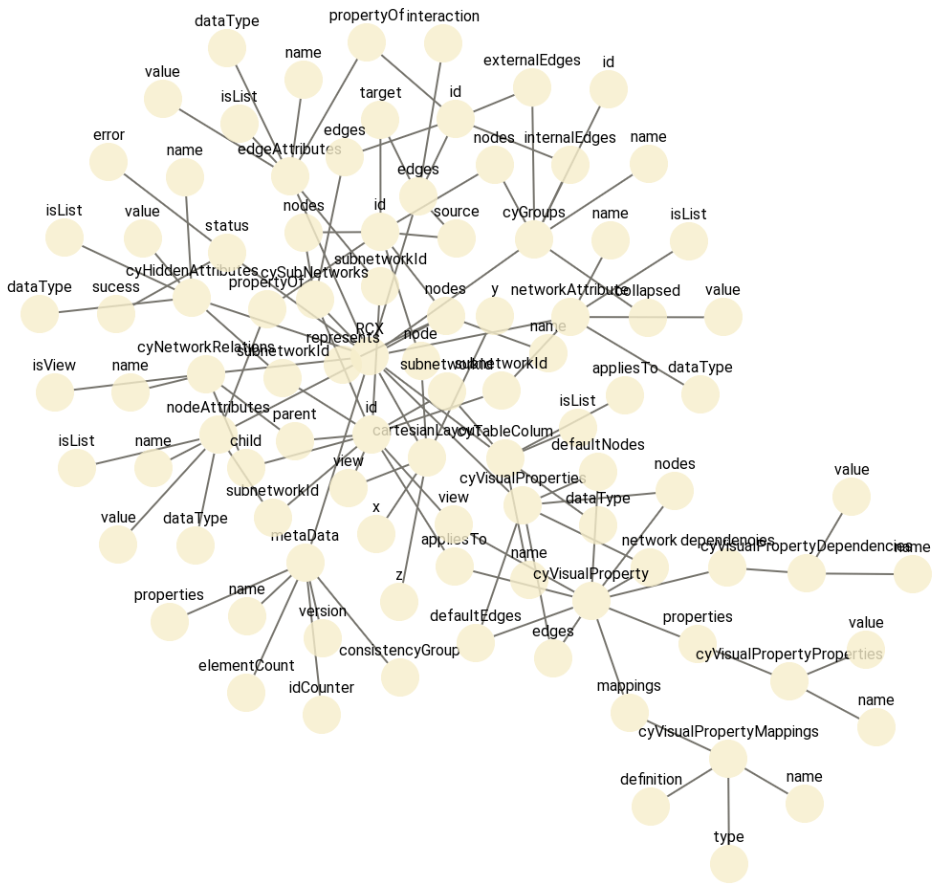 propertyOf
interaction
dataType
name
externalEdges
id
value
isList
target
id
error
name
edgeAttributes
edges
nodes
internalEdges
name
edges
isList
value
status
nodes
id
source
cyGroups
name
isList
dataType
sucess
cyHiddenAttributes
propertyOf
cySubNetworks
subnetworkId
nodes
y
networkAttribute
collapsed
value
isView
name
cyNetworkRelations
subnetworkId
represents
RCX
node
name
subnetworkId
subnetworkId
appliesTo
dataType
isList
name
nodeAttributes
child
parent
id
cartesianLayout
cyTableColum
isList
defaultNodes
value
dataType
subnetworkId
view
x
view
cyVisualProperties
dataType
nodes
value
metaData
z
appliesTo
name
cyVisualProperty
network
dependencies
cyVisualPropertyDependencies
name
properties
name
version
defaultEdges
edges
properties
value
elementCount
idCounter
consistencyGroup
mappings
cyVisualPropertyProperties
name
cyVisualPropertyMappings
definition
name
type